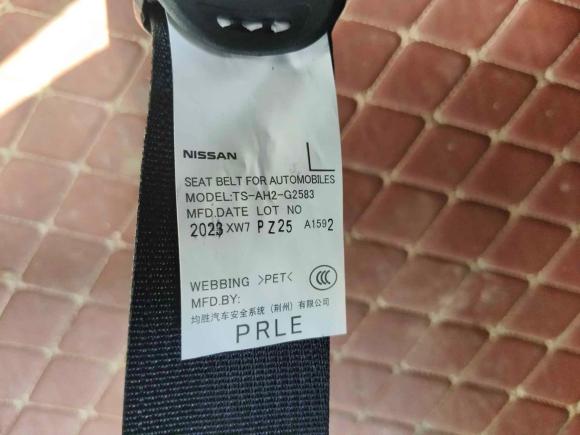 NISSAN
L
SEAT BELT FOR AUTOMOBILES
MODEL:TS-AH2-G2583
MFD.DATE LOT NO
2023 XW7 PZ25 A1592
WEBBING >PET< CCC
MFD.BY:
均胜汽车安全系统（荆州）有限公司
PRLE